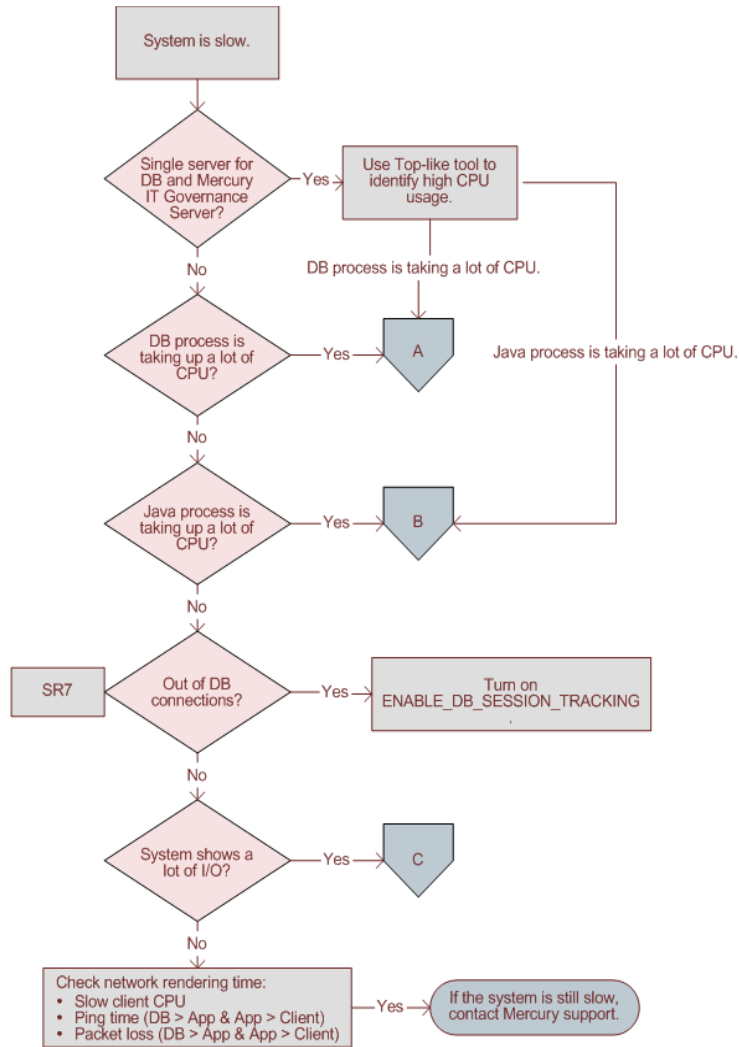 System is slow.
Single server for
DB and Mercury
IT Governance
Server?
Yes
Use Top-like tool to
identify high CPU
usage.
No
DB process is taking a lot of CPU.
DB process is
taking up a lot of
CPU?
Yes
A
Java process is taking a lot of CPU.
No
Java process is
taking up a lot of
CPU?
Yes
B
No
SR7
Out of DB
connections?
Yes
Turn on
ENABLE_DB_SESSION_TRACKING
.
No
System shows a
lot of I/O?
Yes
C
No
Check network rendering time:
• Slow client CPU
• Ping time (DB > App & App > Client)
• Packet loss (DB > App & App > Client)
Yes
If the system is still slow,
contact Mercury support.